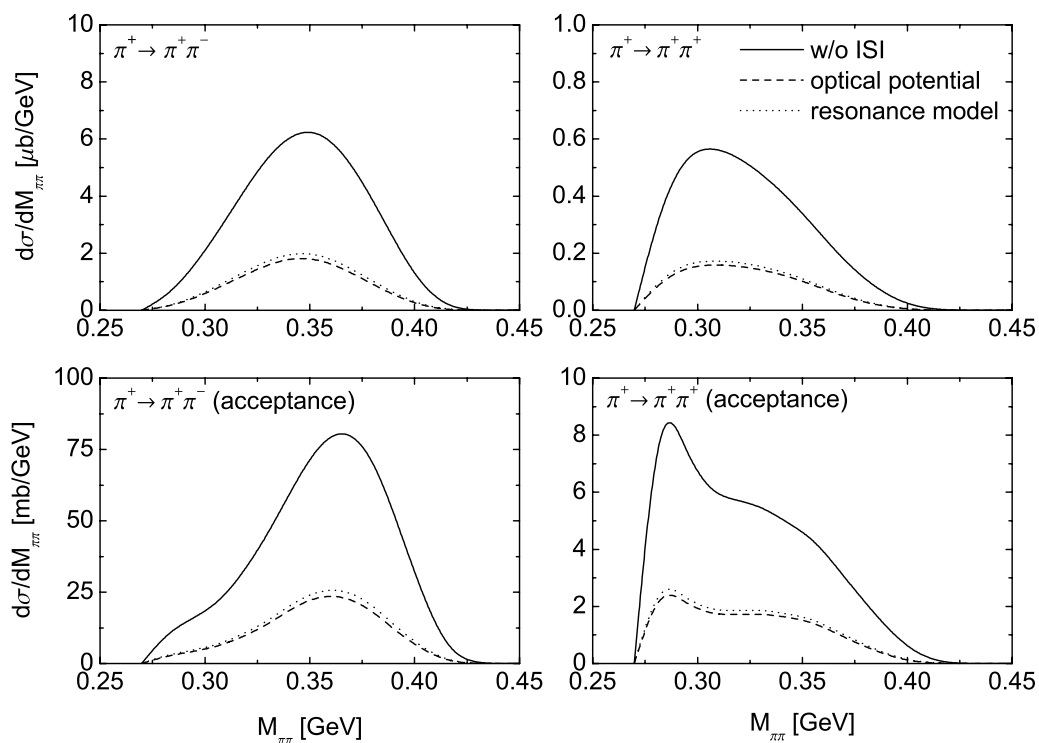 π⁺→ π⁺π⁻
dσ/dM_ππ [μb/GeV]
10
8
6
4
2
0
0.25 0.30 0.35 0.40 0.45
π⁺→ π⁺π⁺
w/o ISI
optical potential
resonance model
1.0
0.8
0.6
0.4
0.2
0.0
0.25 0.30 0.35 0.40 0.45
π⁺→ π⁺π⁻ (acceptance)
dσ/dM_ππ [mb/GeV]
100
75
50
25
0
0.25 0.30 0.35 0.40 0.45
M_ππ [GeV]
π⁺→ π⁺π⁺ (acceptance)
10
8
6
4
2
0
0.25 0.30 0.35 0.40 0.45
M_ππ [GeV]